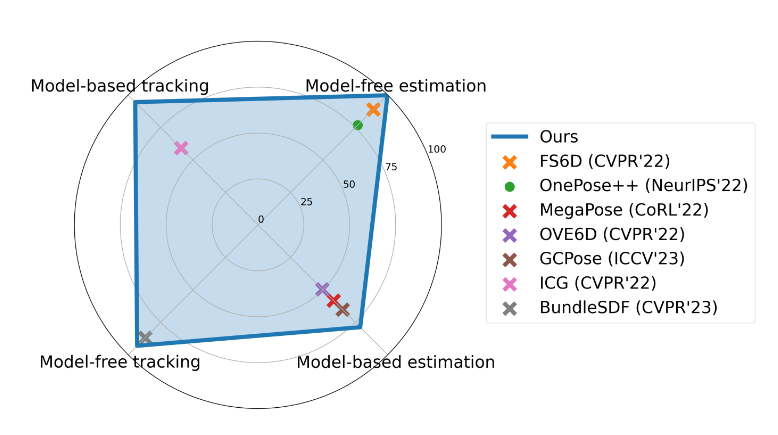 Model-based tracking
Model-free estimation
100
75
50
25
0
Model-free tracking
Model-based estimation
Ours
FS6D (CVPR'22)
OnePose++ (NeurIPS'22)
MegaPose (CoRL'22)
OVE6D (CVPR'22)
GCPose (ICCV'23)
ICG (CVPR'22)
BundleSDF (CVPR'23)